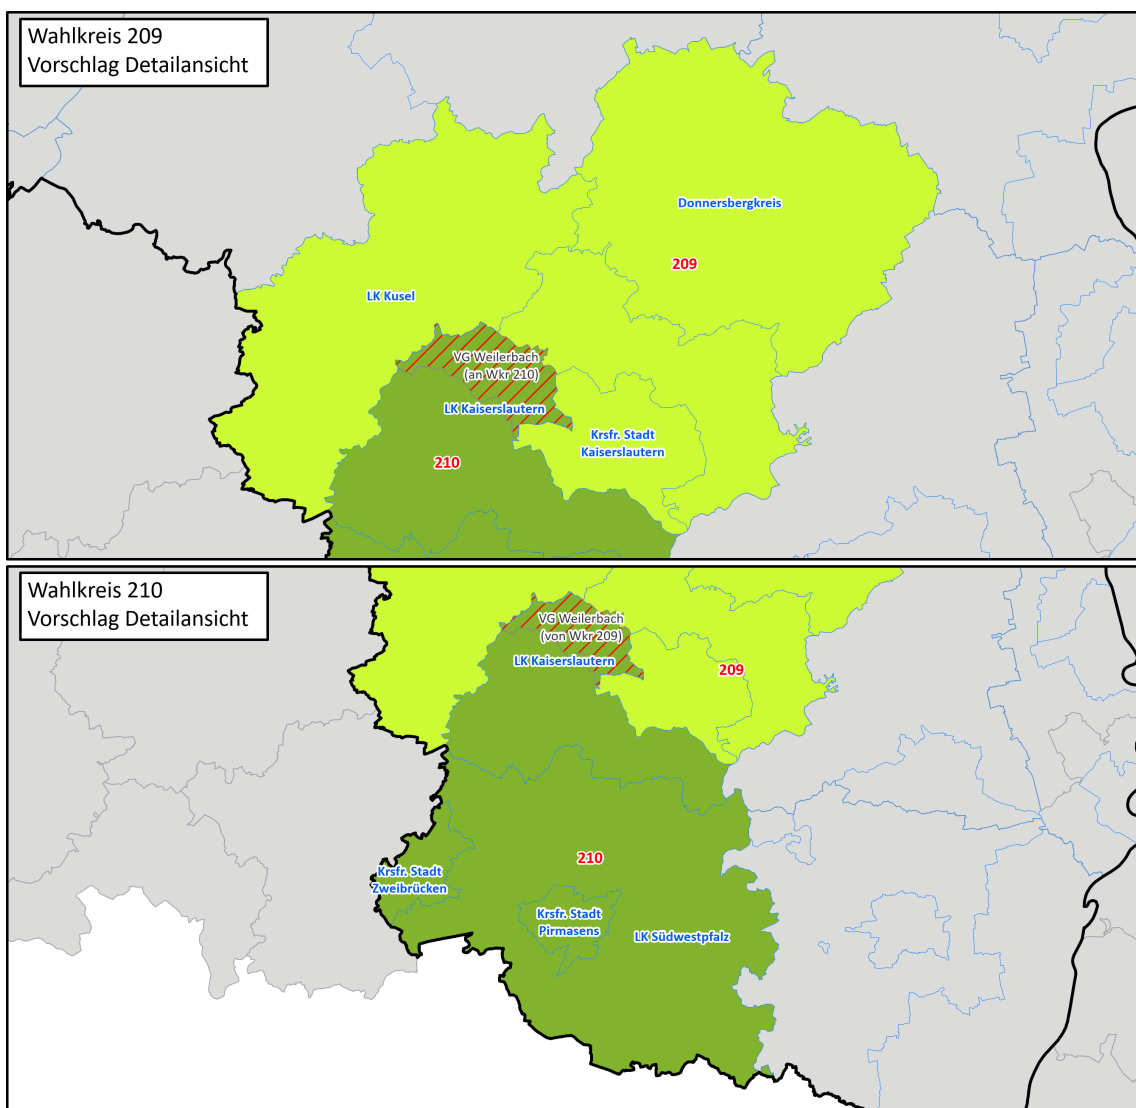 Wahlkreis 209
Vorschlag Detailansicht
Donnersbergkreis
209
LK Kusel
VG Weilerbach
(an Wkr 210)
LK Kaiserslautern
Krsfr. Stadt
Kaiserslautern
210
Wahlkreis 210
Vorschlag Detailansicht
VG Weilerbach
(von Wkr 209)
LK Kaiserslautern
209
210
Krsfr. Stadt
Zweibrücken
Krsfr. Stadt
Pirmasens
LK Südwestpfalz